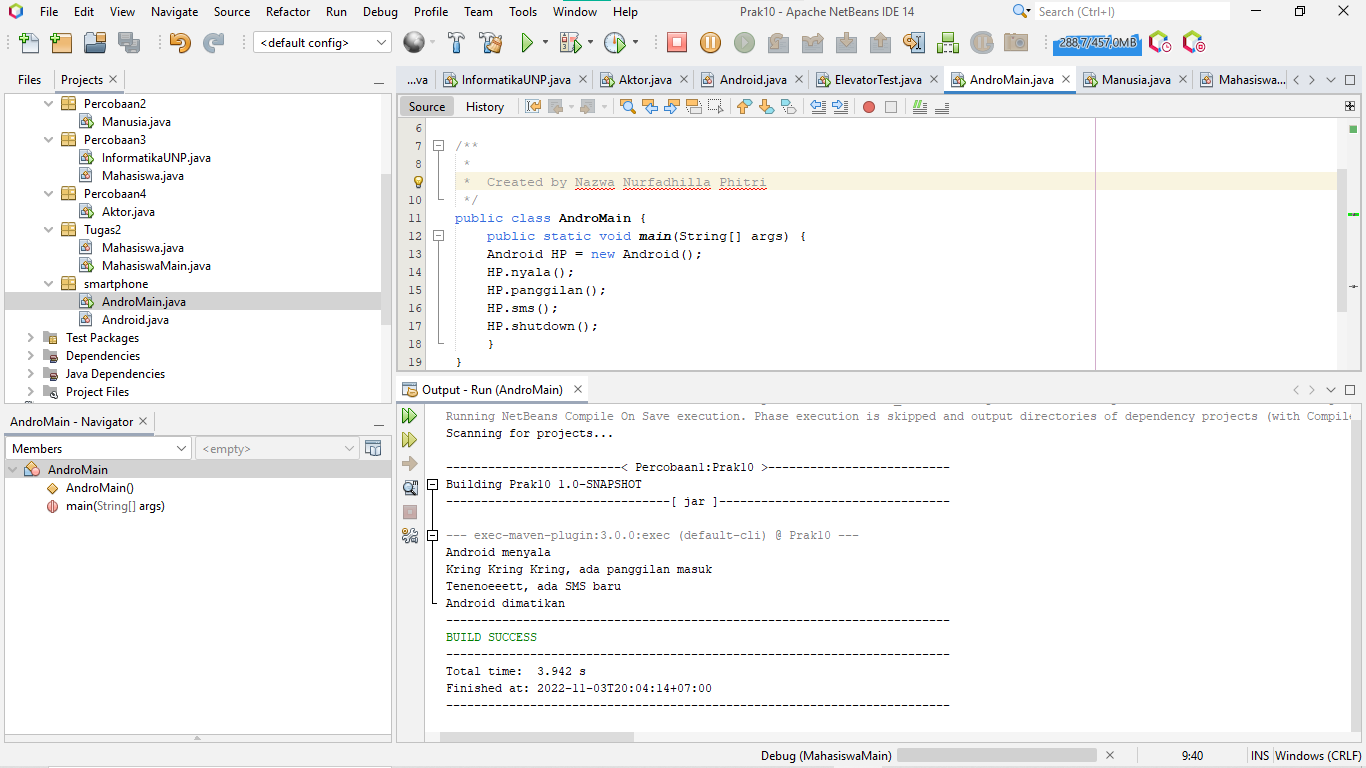 File Edit View Navigate Source Refactor Run Debug Profile Team Tools Window Help Prak10 - Apache NetBeans IDE 14 Search (Ctrl+I)
<default config> 288,7/457,0MB
Files Projects
Percobaan2
Manusia.java
Percobaan3
InformatikaUNP.java
Mahasiswa.java
Percobaan4
Aktor.java
Tugas2
Mahasiswa.java
MahasiswaMain.java
smartphone
AndroMain.java
Android.java
Test Packages
Dependencies
Java Dependencies
Project Files
AndroMain - Navigator
Members <empty>
AndroMain
AndroMain()
main(String[] args)
...va InformatikaUNP.java Aktor.java Android.java ElevatorTest.java AndroMain.java Manusia.java Mahasiswa...
Source History
6
7 /**
8 *
* Created by Nazwa Nurfadhilla Phitri
10 */
11 public class AndroMain {
12 public static void main(String[] args) {
13 Android HP = new Android();
14 HP.nyala();
15 HP.panggilan();
16 HP.sms();
17 HP.shutdown();
18 }
19 }
Output - Run (AndroMain)
Running NetBeans Compile On Save execution. Phase execution is skipped and output directories of dependency projects (with Compile
Scanning for projects...
-------------------------< Percobaan1:Prak10 >--------------------------
Building Prak10 1.0-SNAPSHOT
--------------------------------[ jar ]---------------------------------
--- exec-maven-plugin:3.0.0:exec (default-cli) @ Prak10 ---
Android menyala
Kring Kring Kring, ada panggilan masuk
Tenenoeeett, ada SMS baru
Android dimatikan
------------------------------------------------------------------------
BUILD SUCCESS
------------------------------------------------------------------------
Total time: 3.942 s
Finished at: 2022-11-03T20:04:14+07:00
------------------------------------------------------------------------
Debug (MahasiswaMain) 9:40 INS Windows (CRLF)